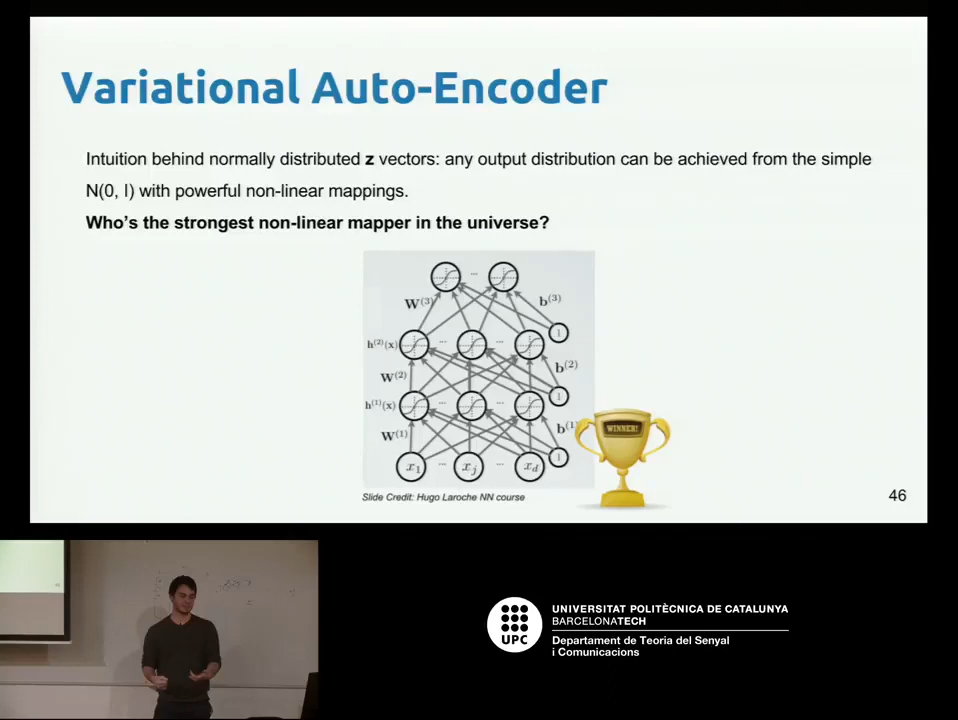 Variational Auto-Encoder
Intuition behind normally distributed z vectors: any output distribution can be achieved from the simple
N(0, I) with powerful non-linear mappings.
Who's the strongest non-linear mapper in the universe?
...
W(3)
b(3)
1
h(2)(x)
... ...
W(2)
b(2)
1
h(1)(x)
... ...
W(1)
b(1
WINNER!
1
x1 ... xj ... xd
Slide Credit: Hugo Laroche NN course
46
UPC
UNIVERSITAT POLITÈCNICA DE CATALUNYA
BARCELONATECH
Departament de Teoria del Senyal
i Comunicacions